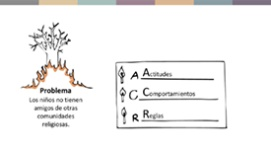 Problema
Los niños no tienen
amigos de otras
comunidades
religiosas.
A Actitudes
C Comportamientos
R Reglas